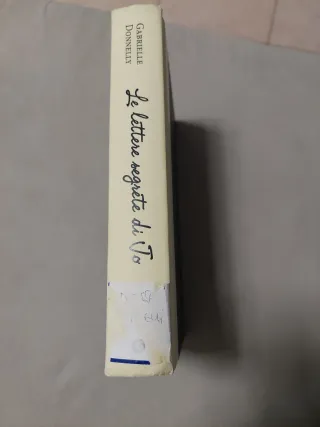 GABRIELLE
DONNELLY
Le lettere segrete di Jo